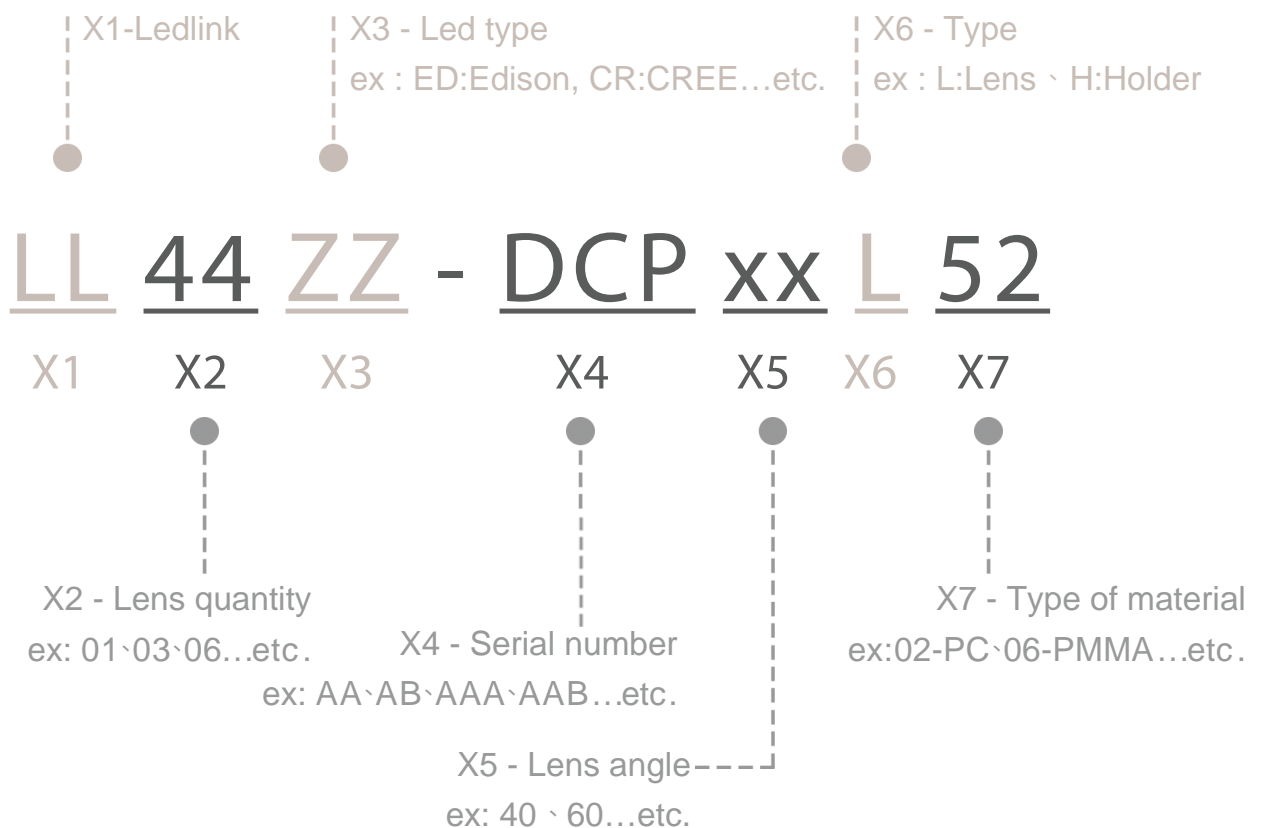 X1-Ledlink
X3 - Led type
ex : ED:Edison, CR:CREE…etc.
X6 - Type
ex : L:Lens、H:Holder
LL 44 ZZ - DCP xx L 52
X1 X2 X3 X4 X5 X6 X7
X2 - Lens quantity
ex: 01、03、06…etc.
X4 - Serial number
ex: AA、AB、AAA、AAB…etc.
X5 - Lens angle
ex: 40、60…etc.
X7 - Type of material
ex:02-PC、06-PMMA…etc.